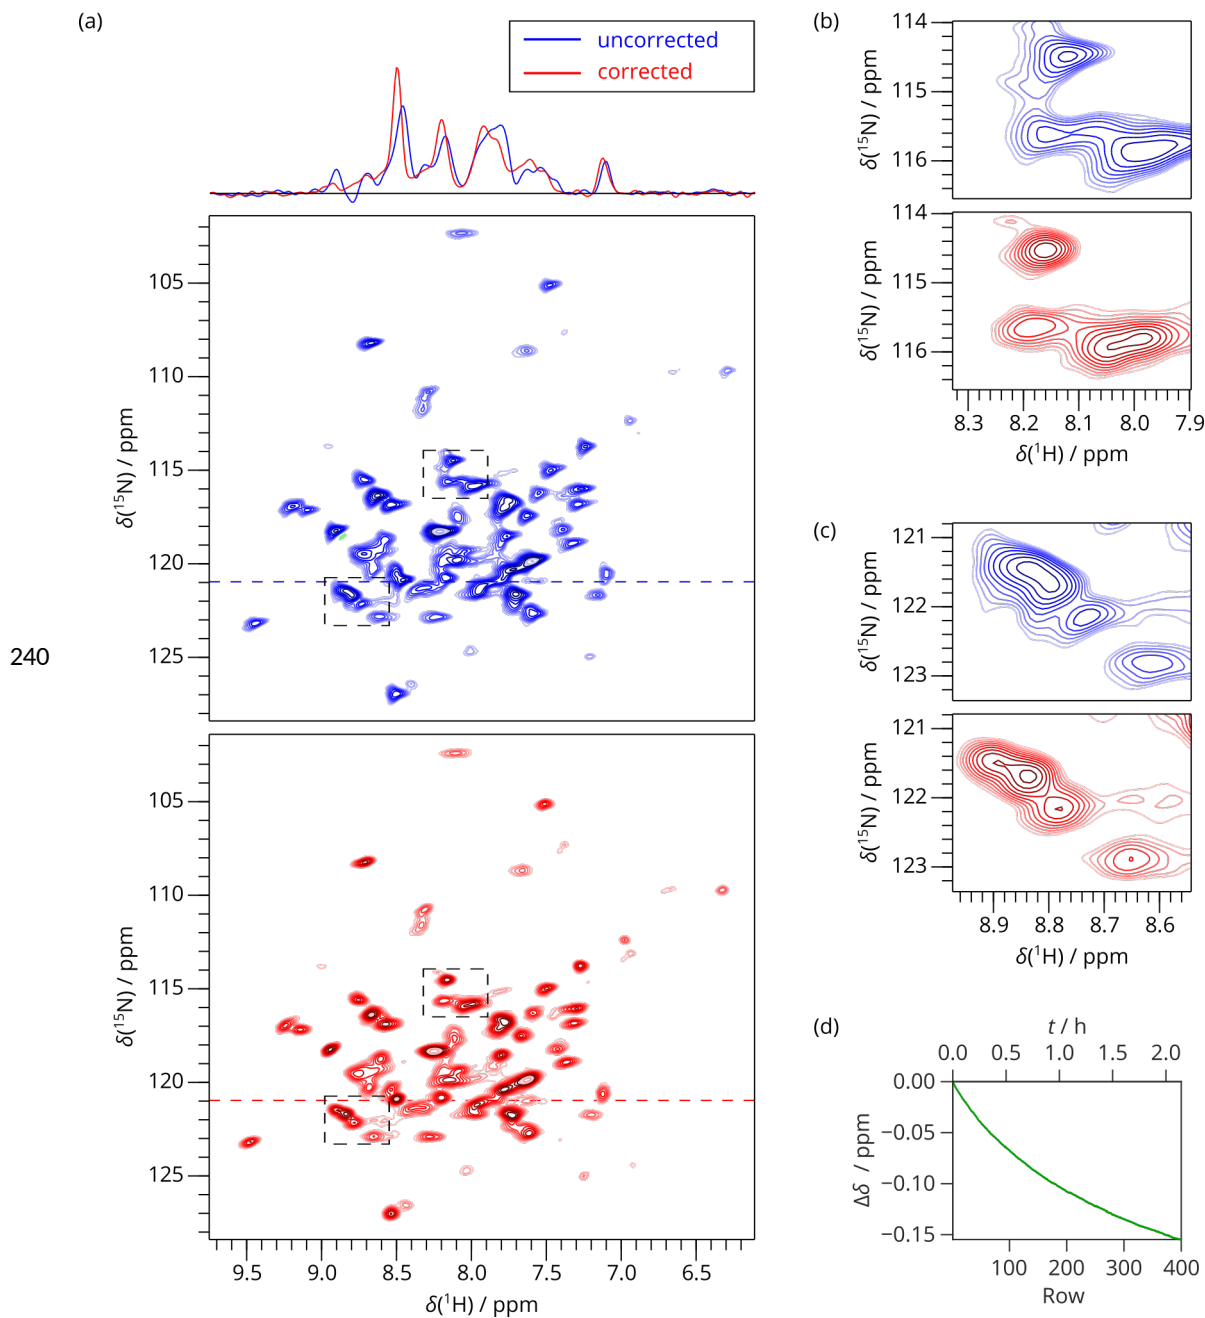 (a)
uncorrected
corrected
105
110
115
120
125
δ(¹⁵N) / ppm
240
105
110
115
120
125
δ(¹⁵N) / ppm
9.5 9.0 8.5 8.0 7.5 7.0 6.5
δ(¹H) / ppm
(b)
114
115
116
δ(¹⁵N) / ppm
114
115
116
δ(¹⁵N) / ppm
8.3 8.2 8.1 8.0 7.9
δ(¹H) / ppm
(c)
121
122
123
δ(¹⁵N) / ppm
121
122
123
δ(¹⁵N) / ppm
8.9 8.8 8.7 8.6
δ(¹H) / ppm
(d)
t / h
0.0 0.5 1.0 1.5 2.0
0.00
−0.05
−0.10
−0.15
Δδ / ppm
100 200 300 400
Row